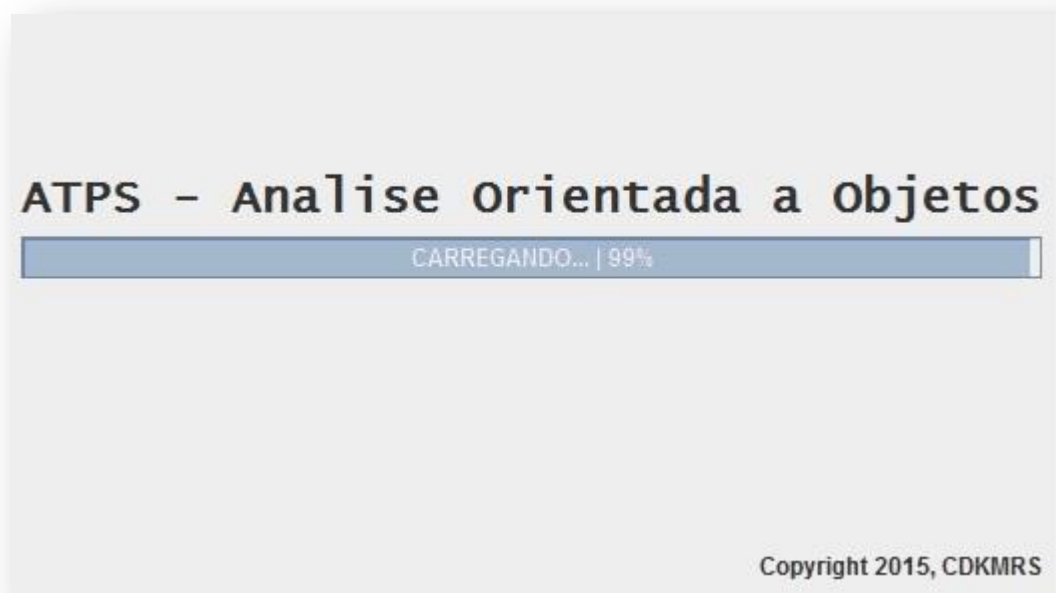 ATPS - Analise Orientada a Objetos
CARREGANDO... | 99%
Copyright 2015, CDKMRS